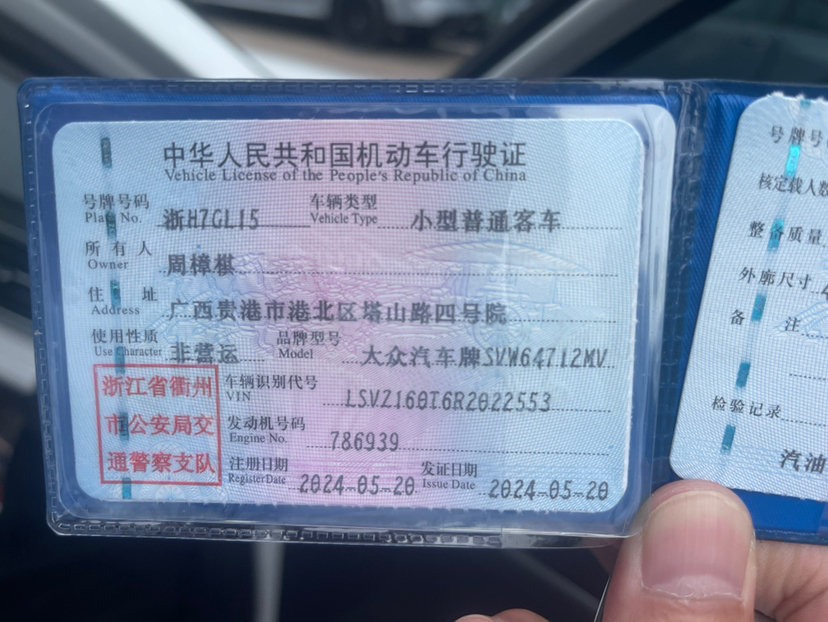 中华人民共和国机动车行驶证
Vehicle License of the People's Republic of China
号牌号码 浙H7GL15 车辆类型 小型普通客车
Plate No. Vehicle Type
所有人 周樟棋
Owner
住址 广西贵港市港北区塔山路四号院
Address
使用性质 非营运 品牌型号 大众汽车牌SVW64712MV
Use Character Model
浙江省衢州
市公安局交
通警察支队
车辆识别代号 LSVZ160T6R2022553
VIN
发动机号码 786939
Engine No.
注册日期 2024-05-20 发证日期 2024-05-20
Register Date Issue Date
号牌号
核定载人数
整备质量
外廓尺寸
备注
检验记录
汽油